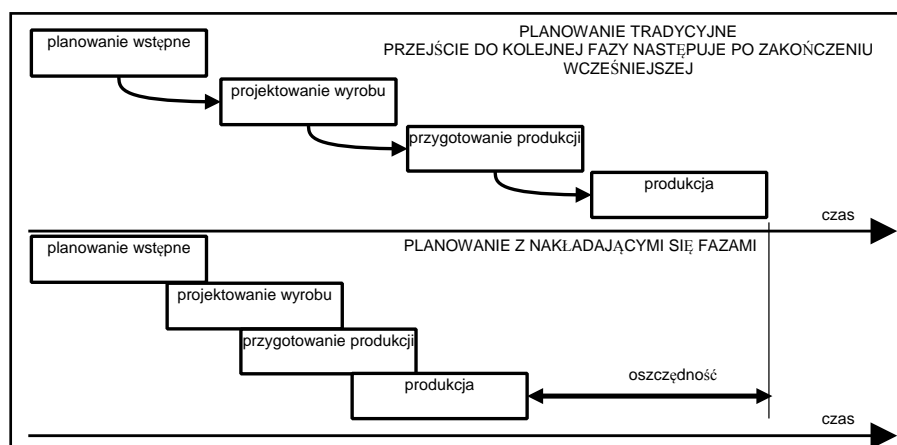 PLANOWANIE TRADYCYJNE
PRZEJŚCIE DO KOLEJNEJ FAZY NASTĘPUJE PO ZAKOŃCZENIU
WCZEŚNIEJSZEJ
planowanie wstępne
projektowanie wyrobu
przygotowanie produkcji
produkcja
czas
PLANOWANIE Z NAKŁADAJĄCYMI SIĘ FAZAMI
planowanie wstępne
projektowanie wyrobu
przygotowanie produkcji
produkcja
oszczędność
czas